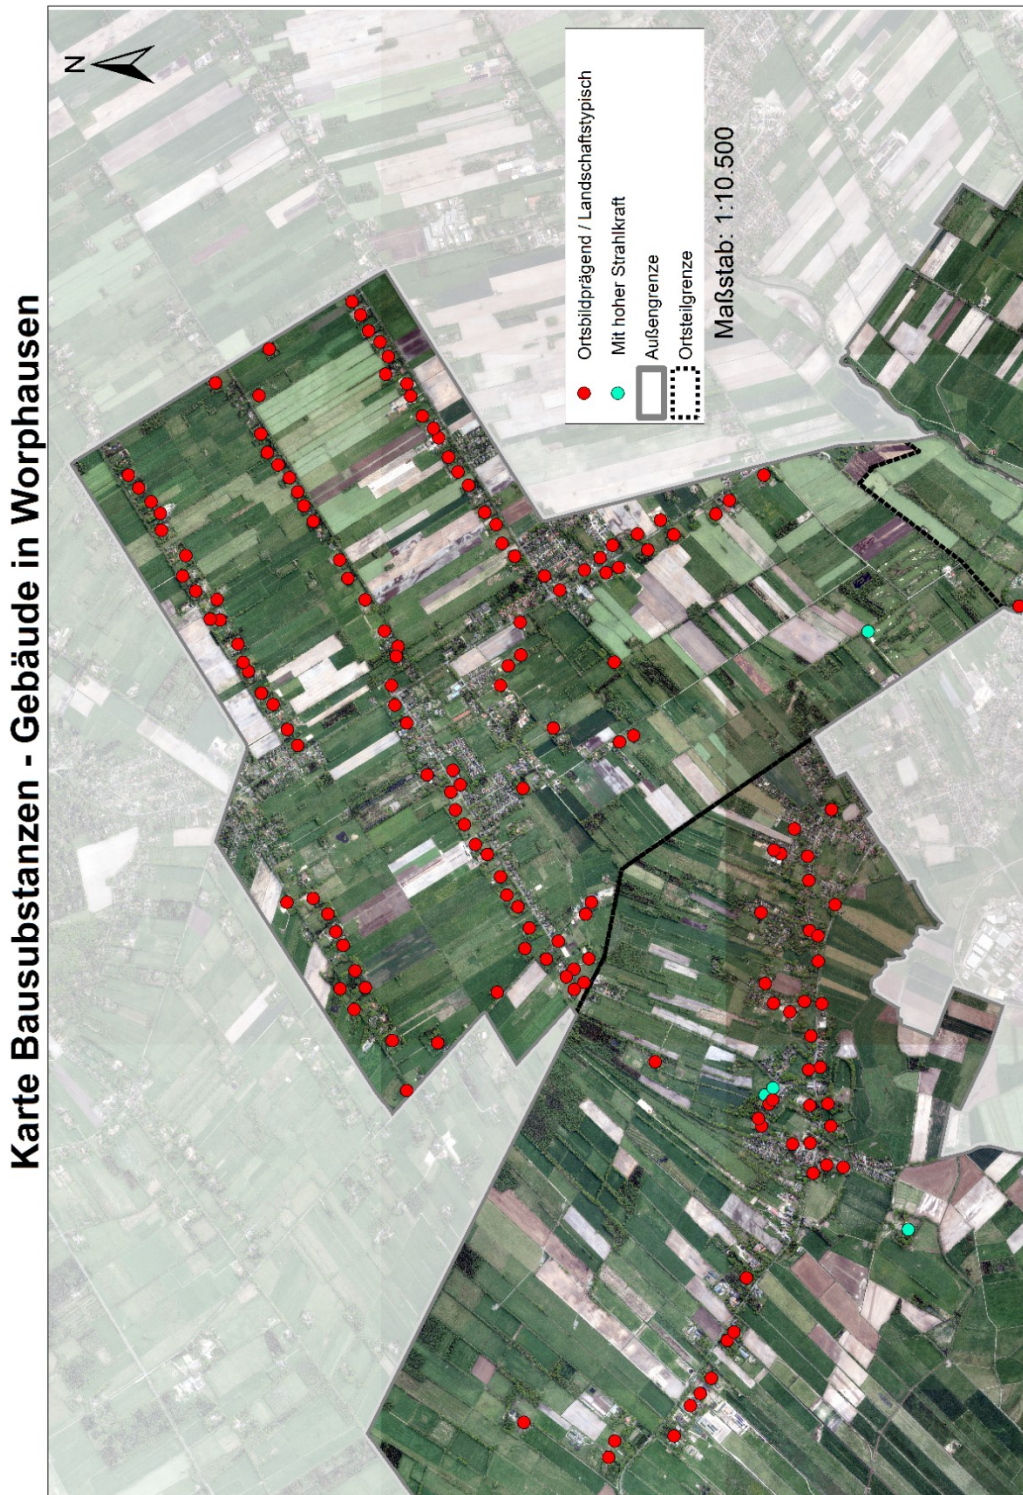 Karte Bausubstanzen - Gebäude in Worphausen
N
Ortsbildprägend / Landschaftstypisch
Mit hoher Strahlkraft
Außengrenze
Ortsteilgrenze
Maßstab: 1:10.500